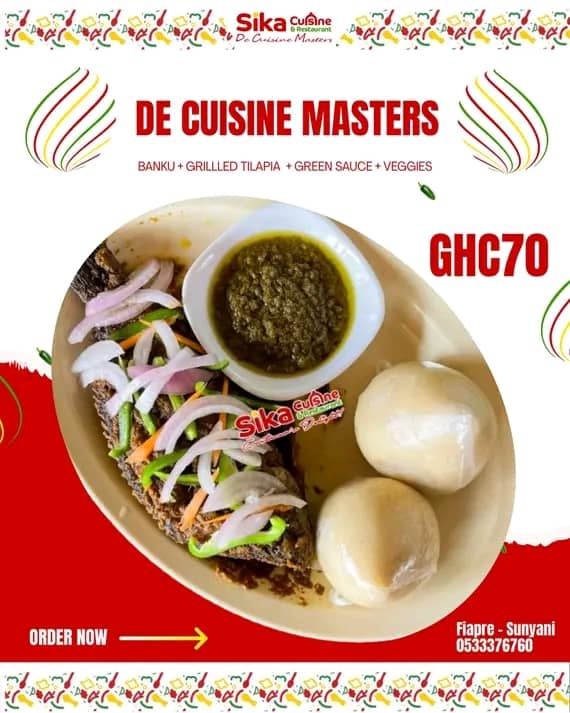 Sika Cuisine
& Restaurant
De Cuisine Masters
DE CUISINE MASTERS
BANKU + GRILLLED TILAPIA + GREEN SAUCE + VEGGIES
GHC70
Sika Cuisine
& Restaurant
ORDER NOW
Fiapre - Sunyani
0533376760